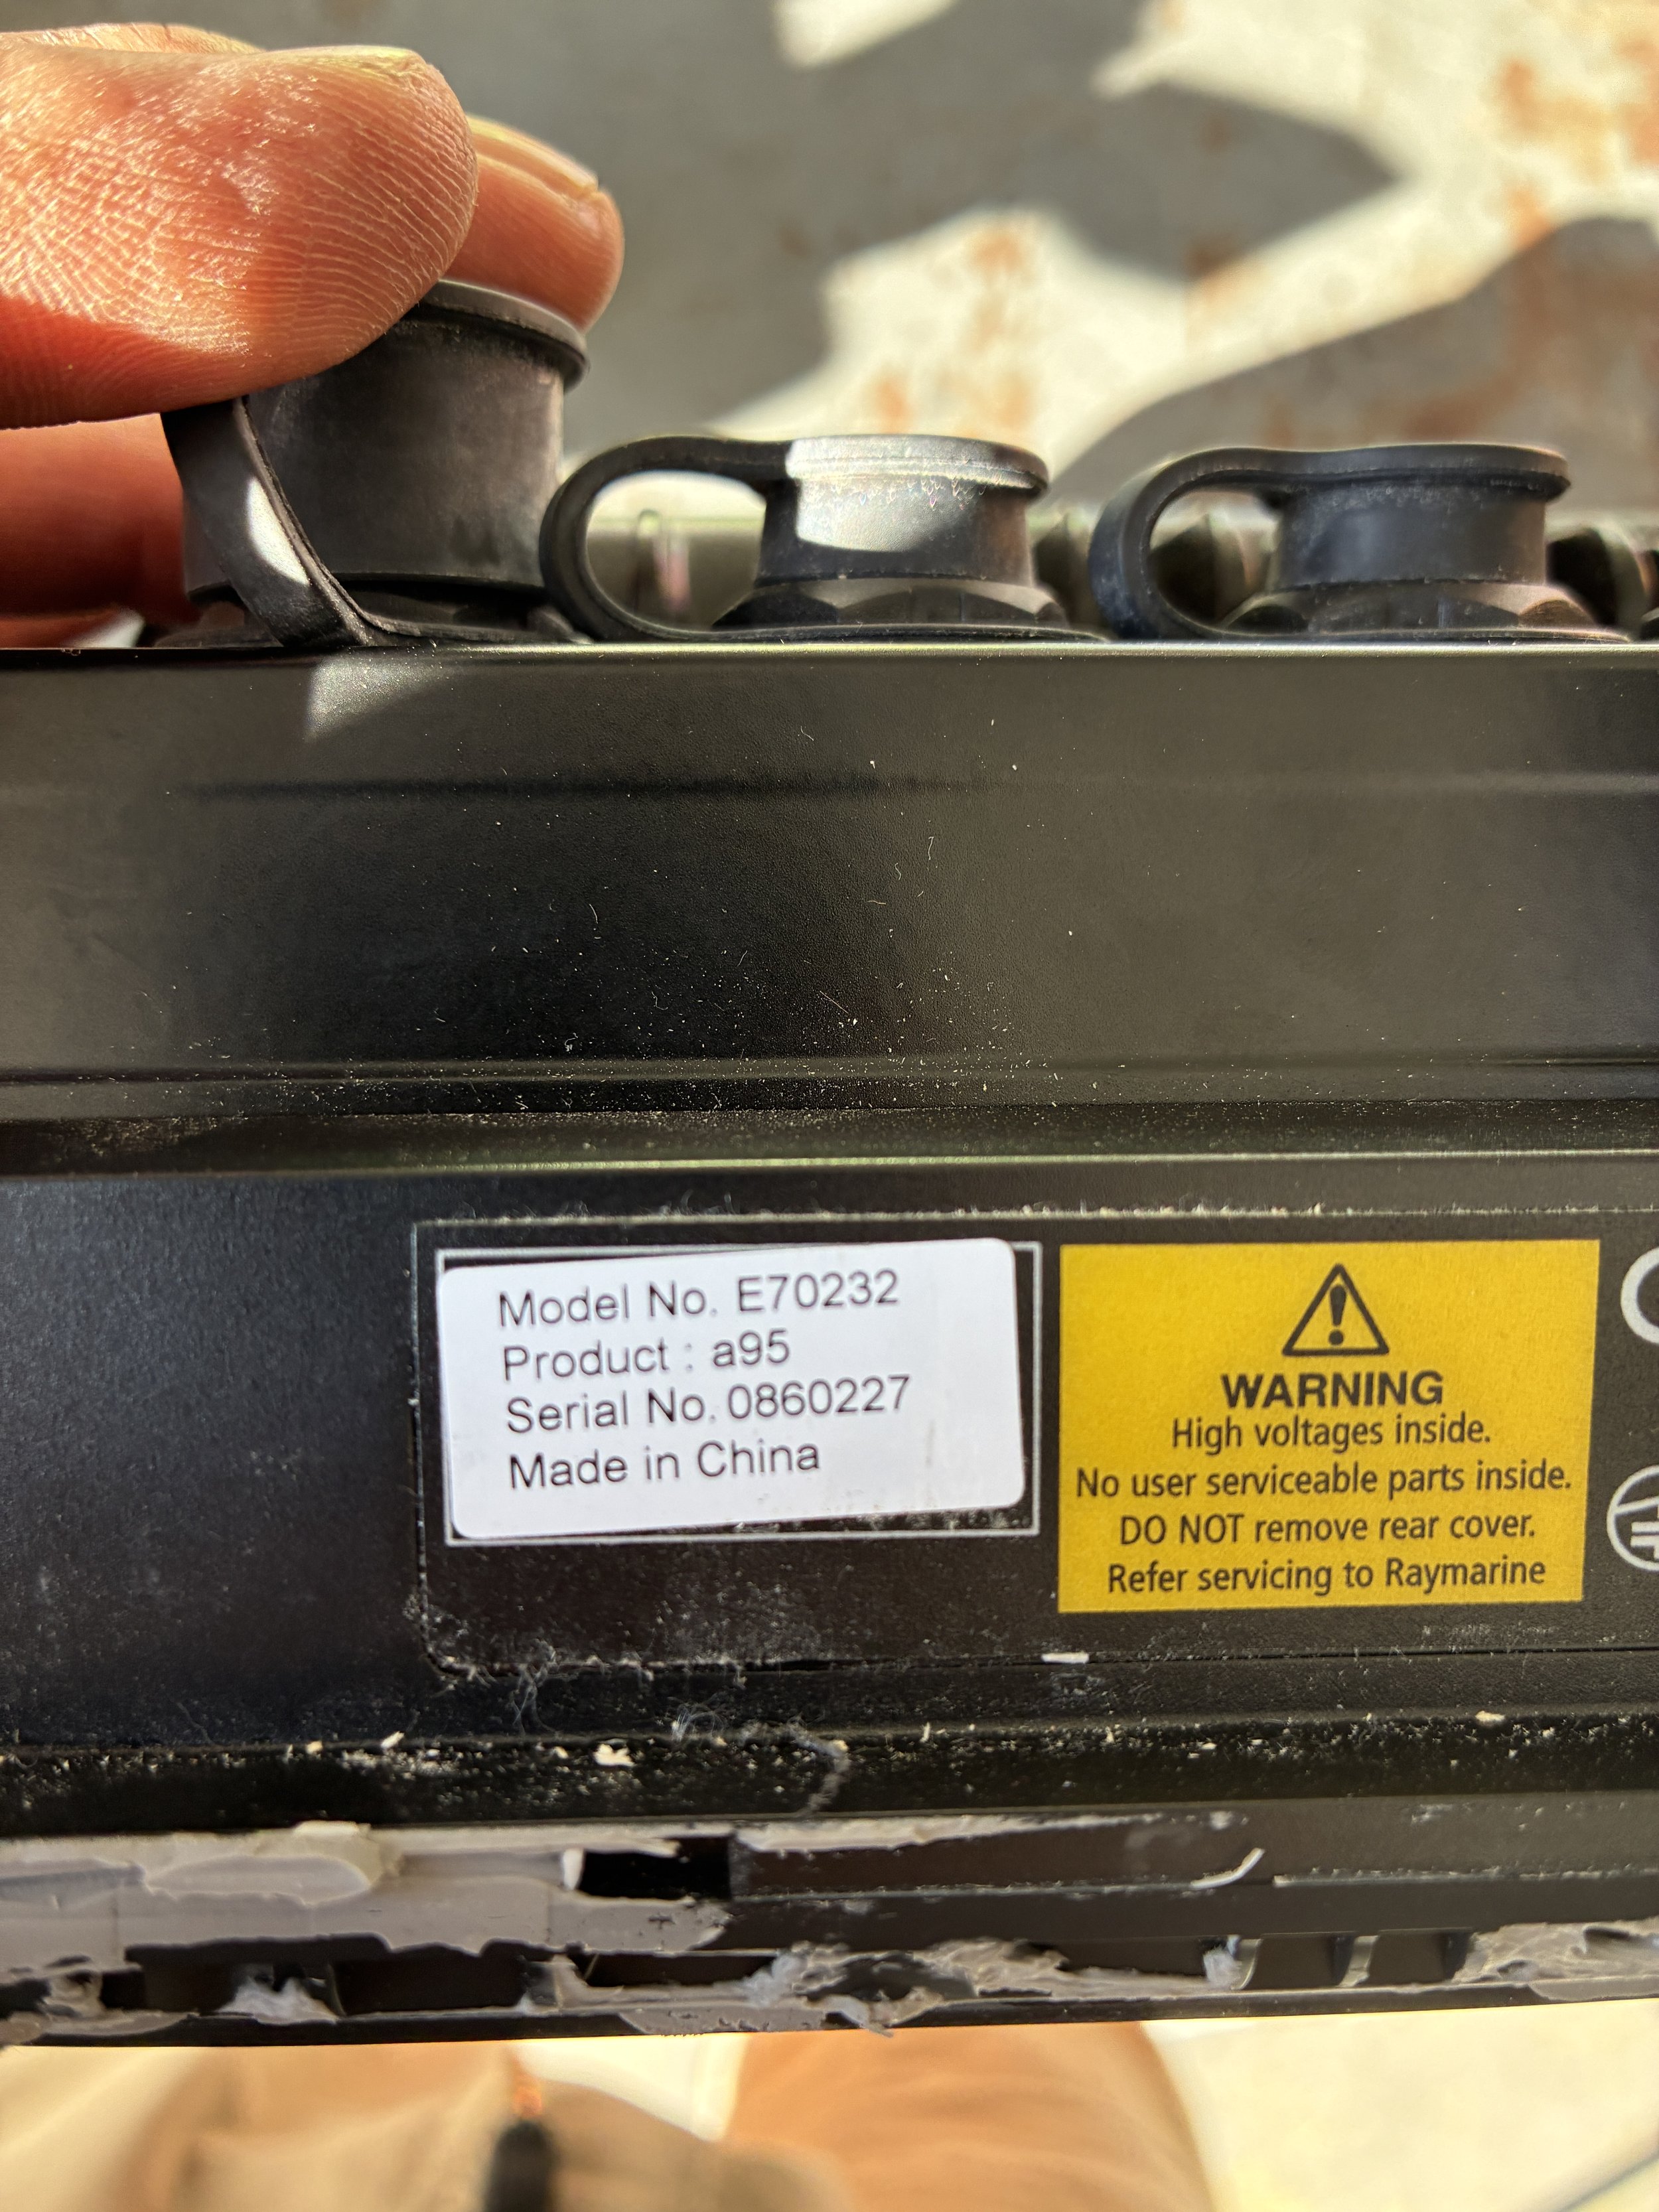 Model No. E70232
Product : a95
Serial No. 0860227
Made in China
WARNING
High voltages inside.
No user serviceable parts inside.
DO NOT remove rear cover.
Refer servicing to Raymarine